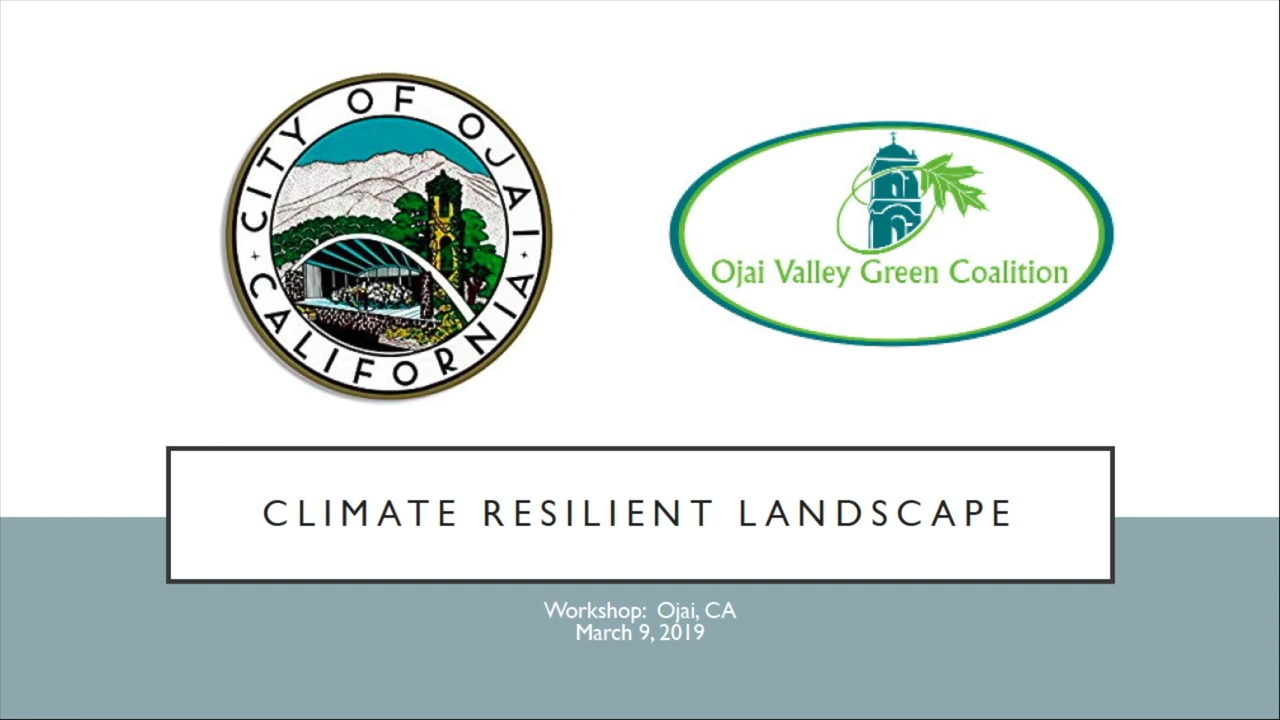 CITY OF OJAI
CALIFORNIA
Ojai Valley Green Coalition
CLIMATE RESILIENT LANDSCAPE
Workshop: Ojai, CA
March 9, 2019